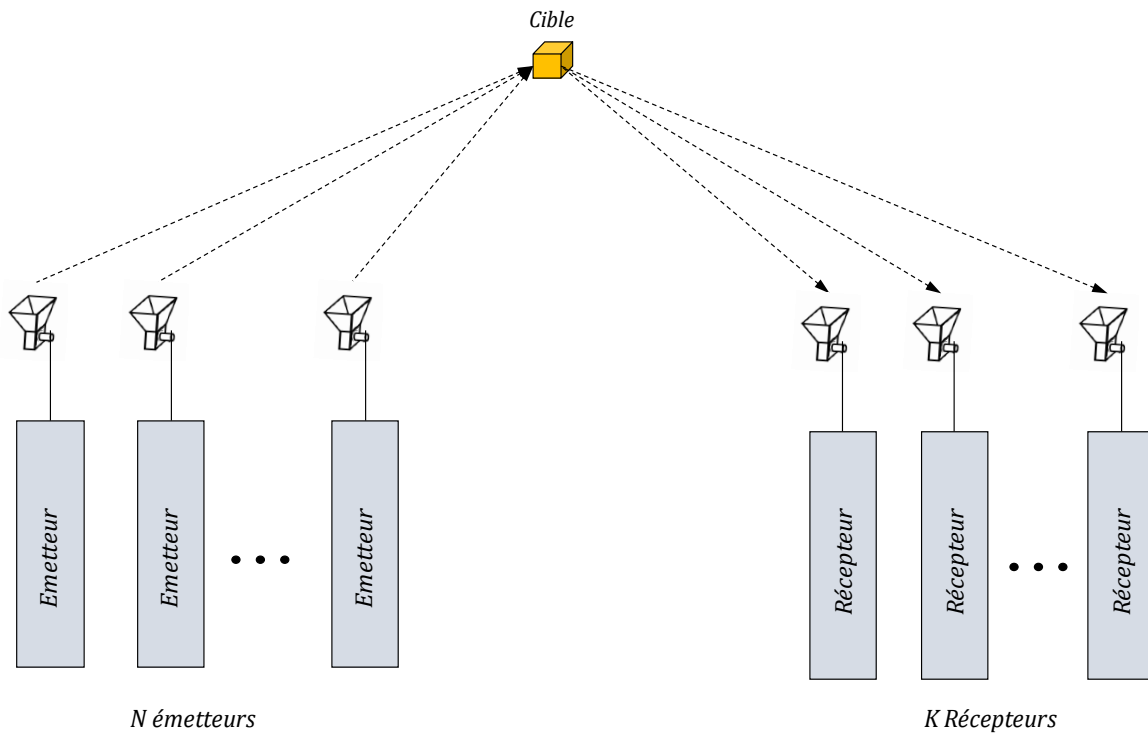 Cible
Emetteur
Emetteur
Emetteur
Récepteur
Récepteur
Récepteur
N émetteurs
K Récepteurs